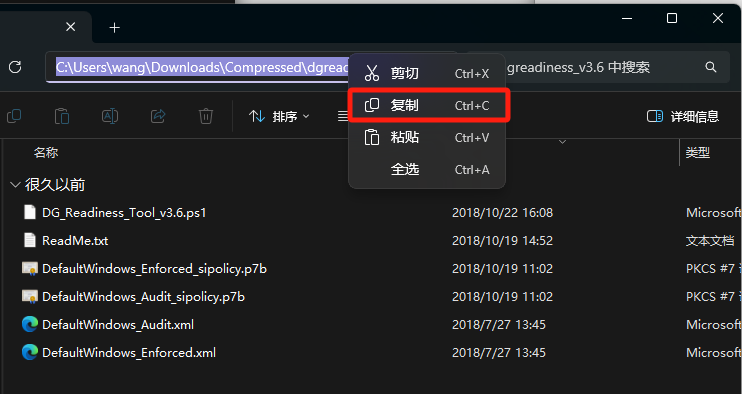 C:\Users\wang\Downloads\Compressed\dgrea
greadiness_v3.6 中搜索
剪切 Ctrl+X
复制 Ctrl+C
粘贴 Ctrl+V
全选 Ctrl+A
排序
详细信息
名称
类型
很久以前
DG_Readiness_Tool_v3.6.ps1 2018/10/22 16:08 Microsof
ReadMe.txt 2018/10/19 14:52 文本文档
DefaultWindows_Enforced_sipolicy.p7b 2018/10/19 11:02 PKCS #7
DefaultWindows_Audit_sipolicy.p7b 2018/10/19 11:02 PKCS #7
DefaultWindows_Audit.xml 2018/7/27 13:45 Microsof
DefaultWindows_Enforced.xml 2018/7/27 13:45 Microsof